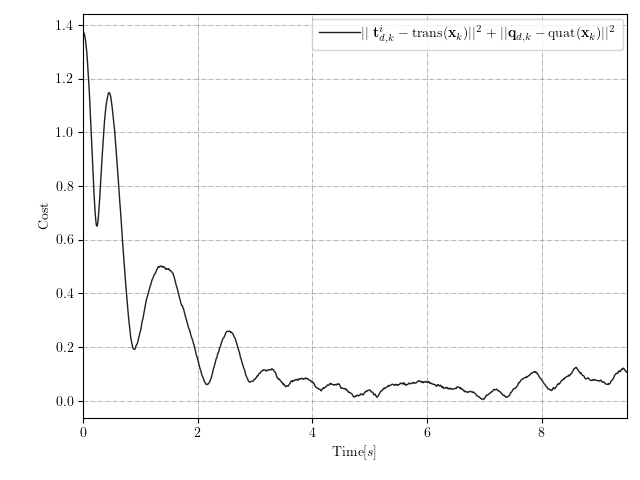 || t^i_{d,k} − trans(x_k)||² + ||q_{d,k} − quat(x_k)||²
1.4
1.2
1.0
0.8
0.6
0.4
0.2
0.0
Cost
0 2 4 6 8
Time[s]